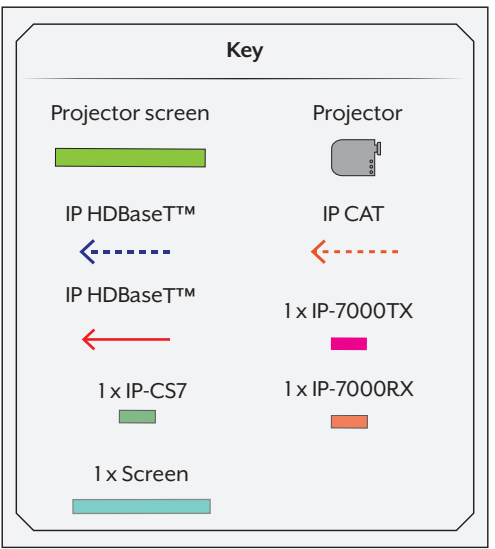 Key
Projector screen
Projector
IP HDBaseT™
IP CAT
IP HDBaseT™
1 x IP-7000TX
1 x IP-CS7
1 x IP-7000RX
1 x Screen